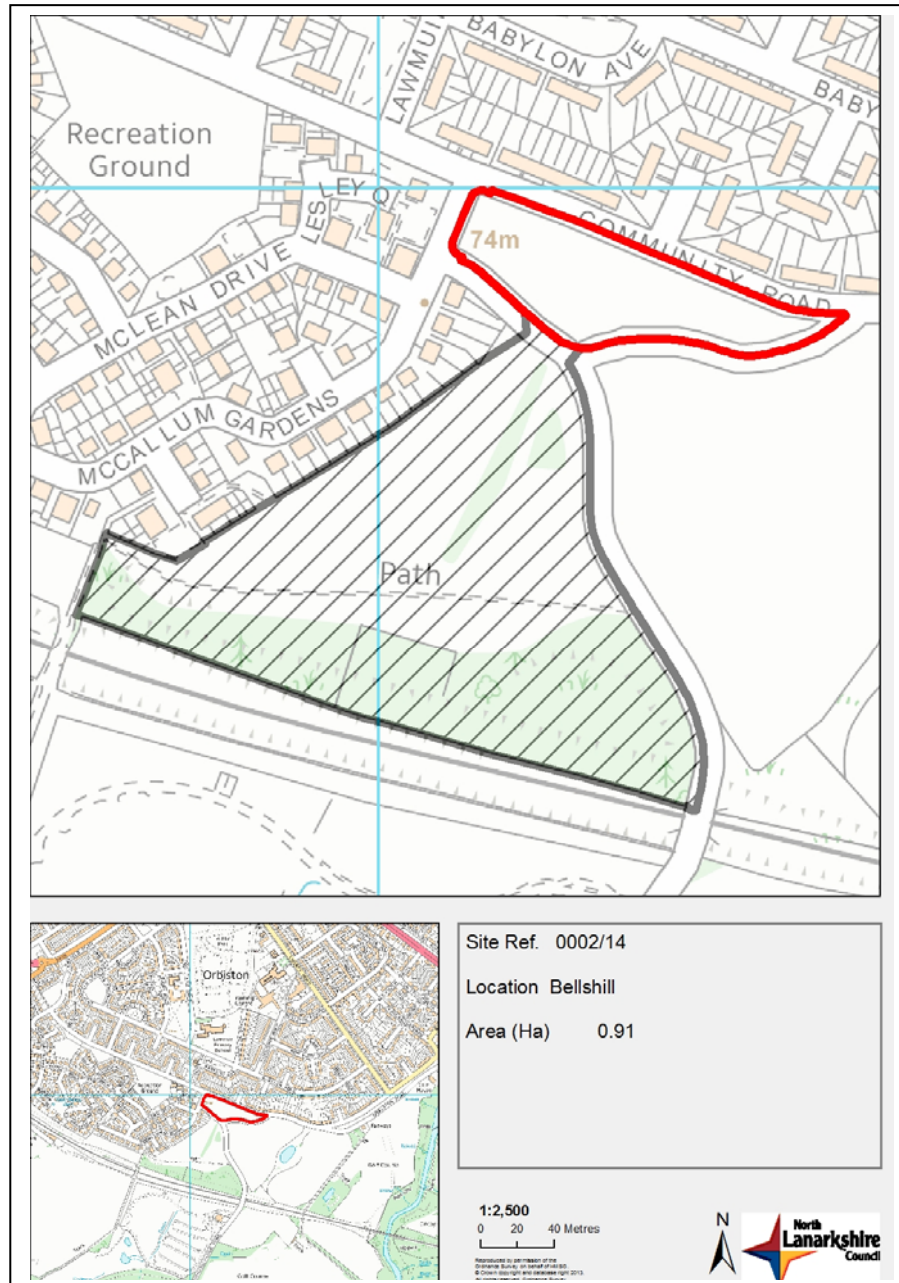 BABYLON AVE
LAWMUI
BABY
Recreation
Ground
LESLEY Q
COMMUNITY ROAD
74m
MCLEAN DRIVE
MCCALLUM GARDENS
Path
Orbiston
Site Ref. 0002/14
Location Bellshill
Area (Ha) 0.91
1:2,500
0 20 40 Metres
N
North
Lanarkshire
Council